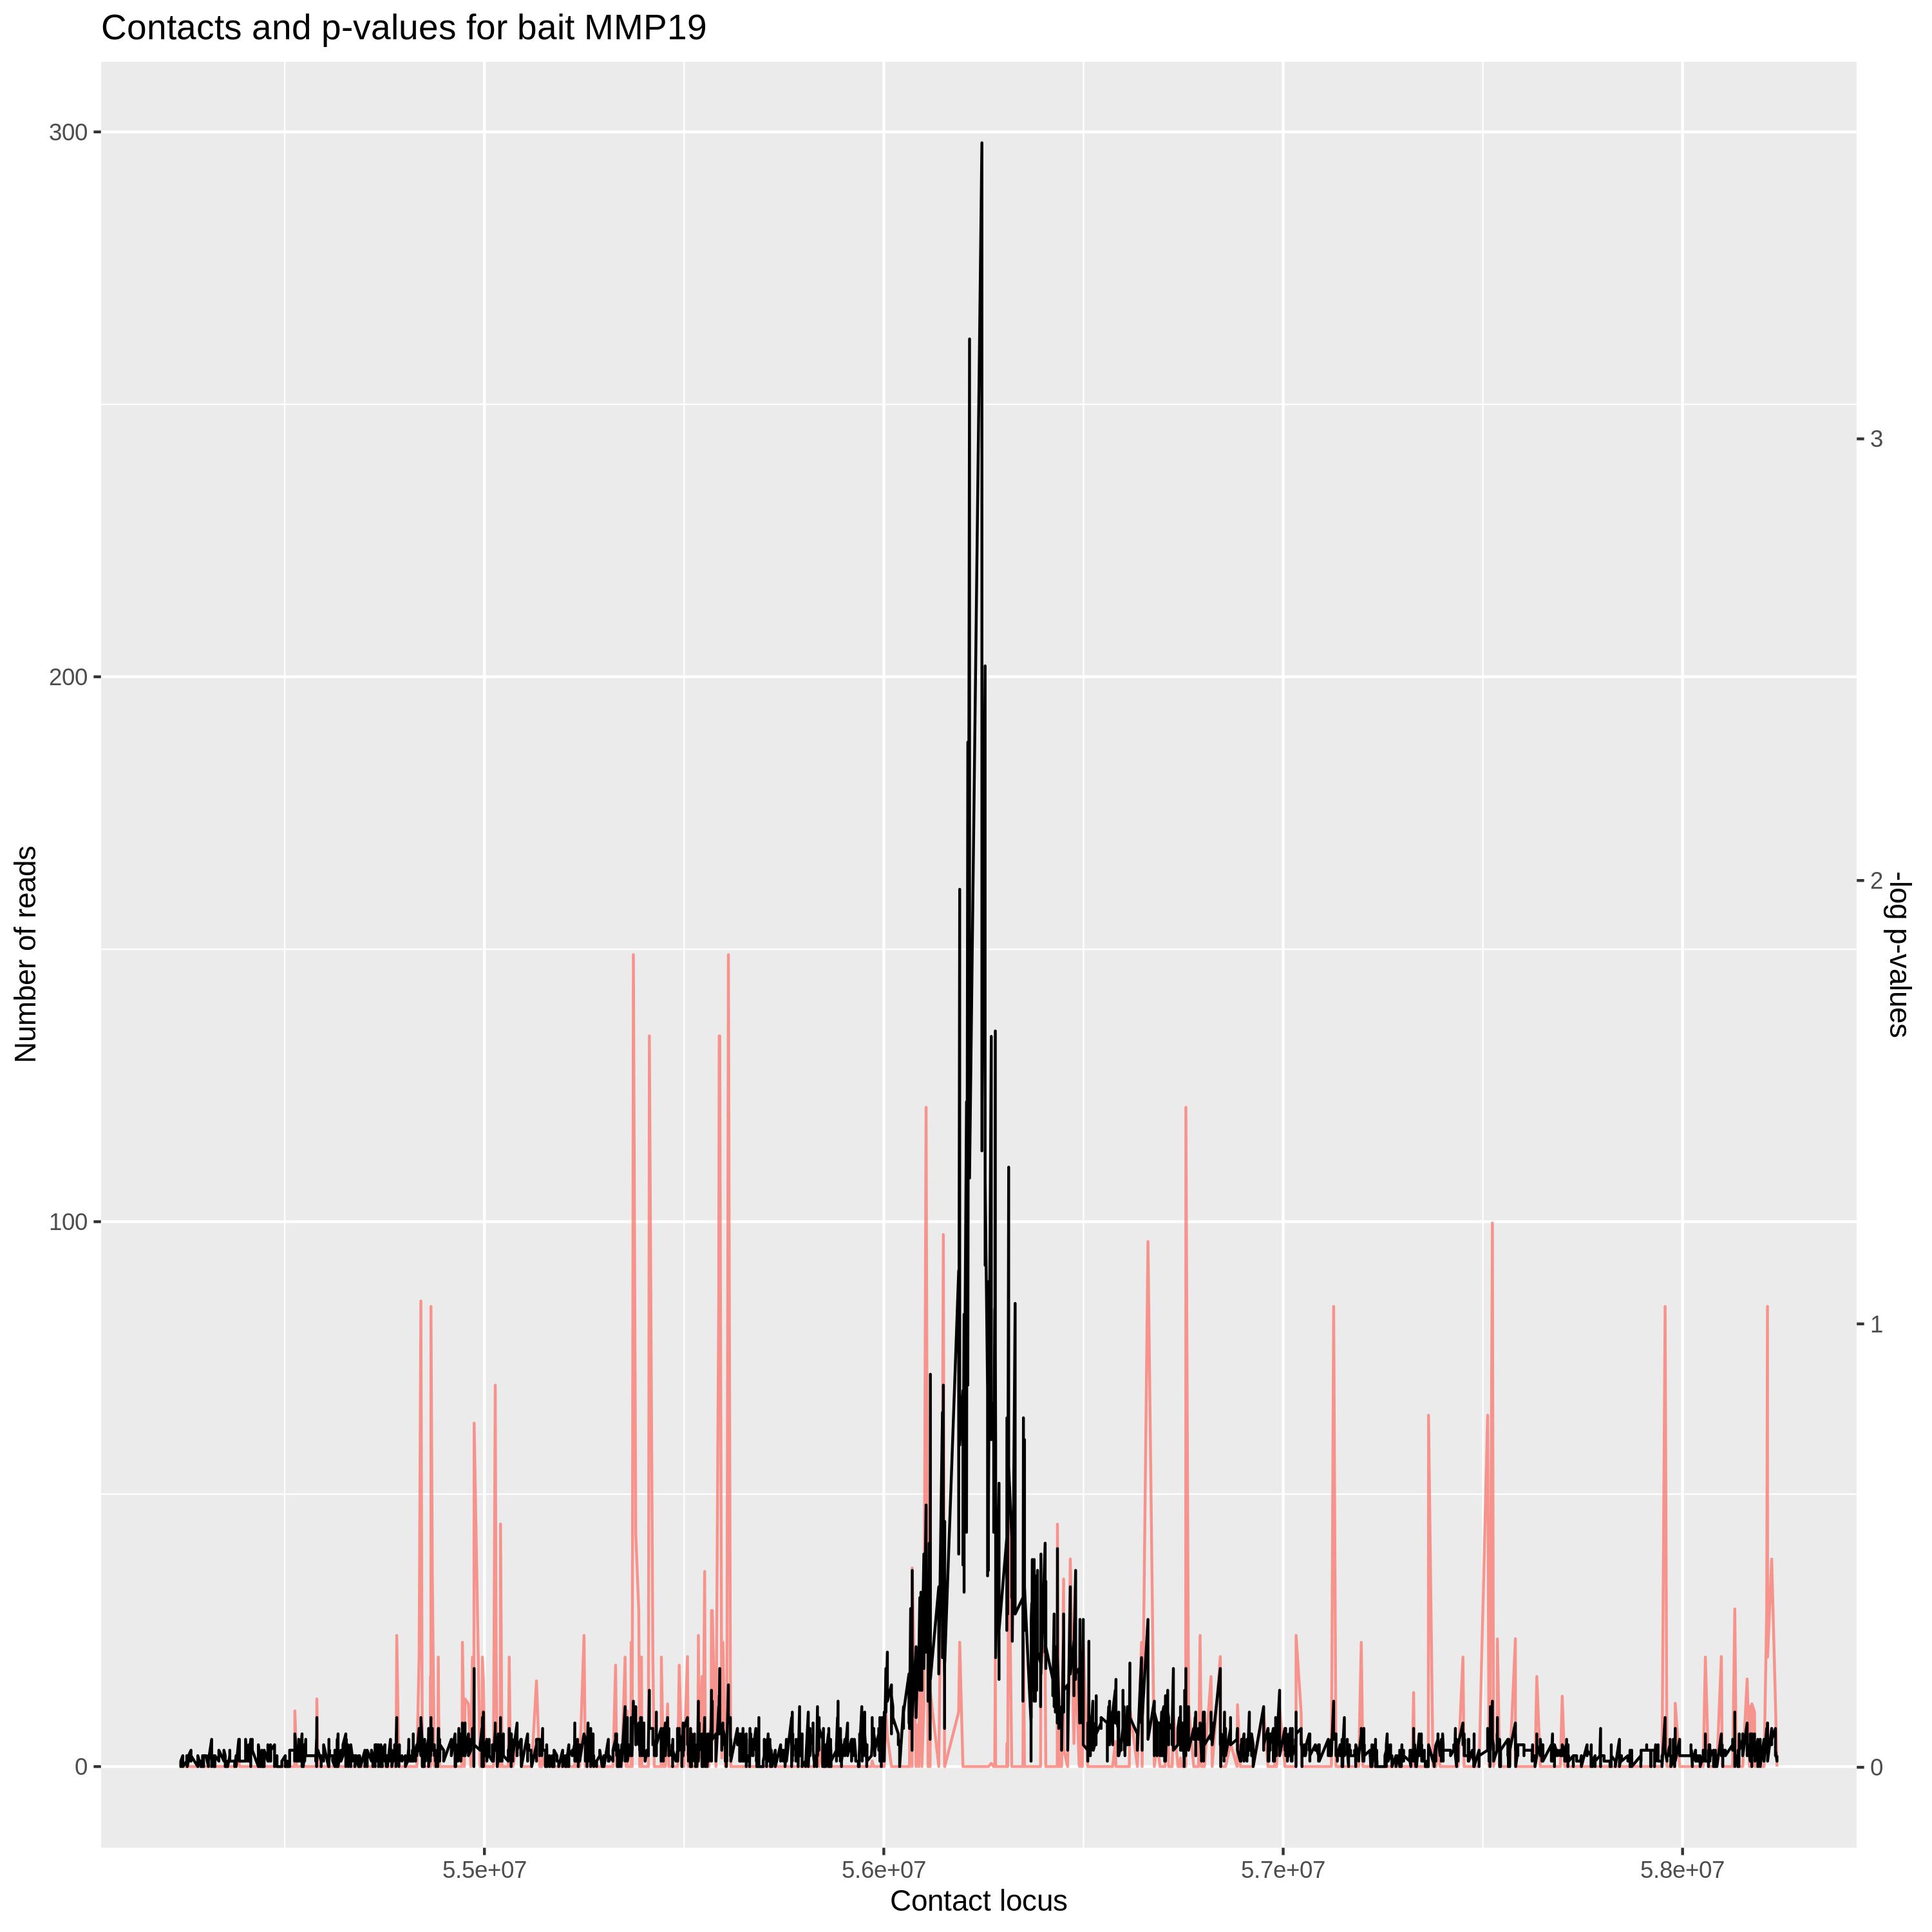 Contacts and p-values for bait MMP19
300
200
100
0
Number of reads
3
2
1
0
-log p-values
5.5e+07
5.6e+07
5.7e+07
5.8e+07
Contact locus